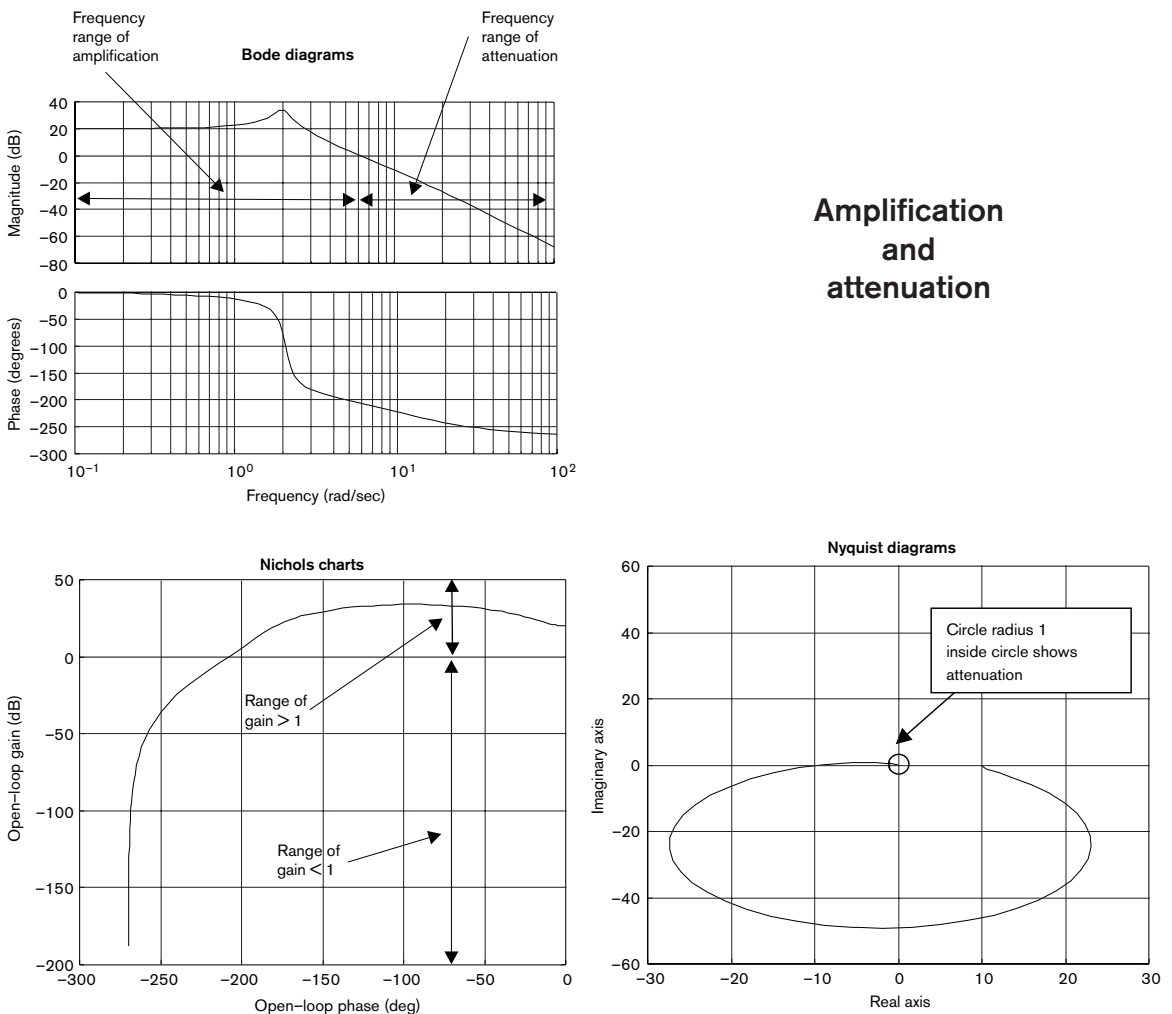 Frequency
range of
amplification
Frequency
range of
attenuation
Bode diagrams
Magnitude (dB)
40
20
0
−20
−40
−60
−80
Phase (degrees)
0
−50
−100
−150
−200
−250
−300
10⁻¹ 10⁰ 10¹ 10²
Frequency (rad/sec)
Amplification
and
attenuation
Nichols charts
Open–loop gain (dB)
50
0
−50
−100
−150
−200
Range of
gain > 1
Range of
gain < 1
−300 −250 −200 −150 −100 −50 0
Open–loop phase (deg)
Nyquist diagrams
Imaginary axis
60
40
20
0
−20
−40
−60
Circle radius 1
inside circle shows
attenuation
−30 −20 −10 0 10 20 30
Real axis